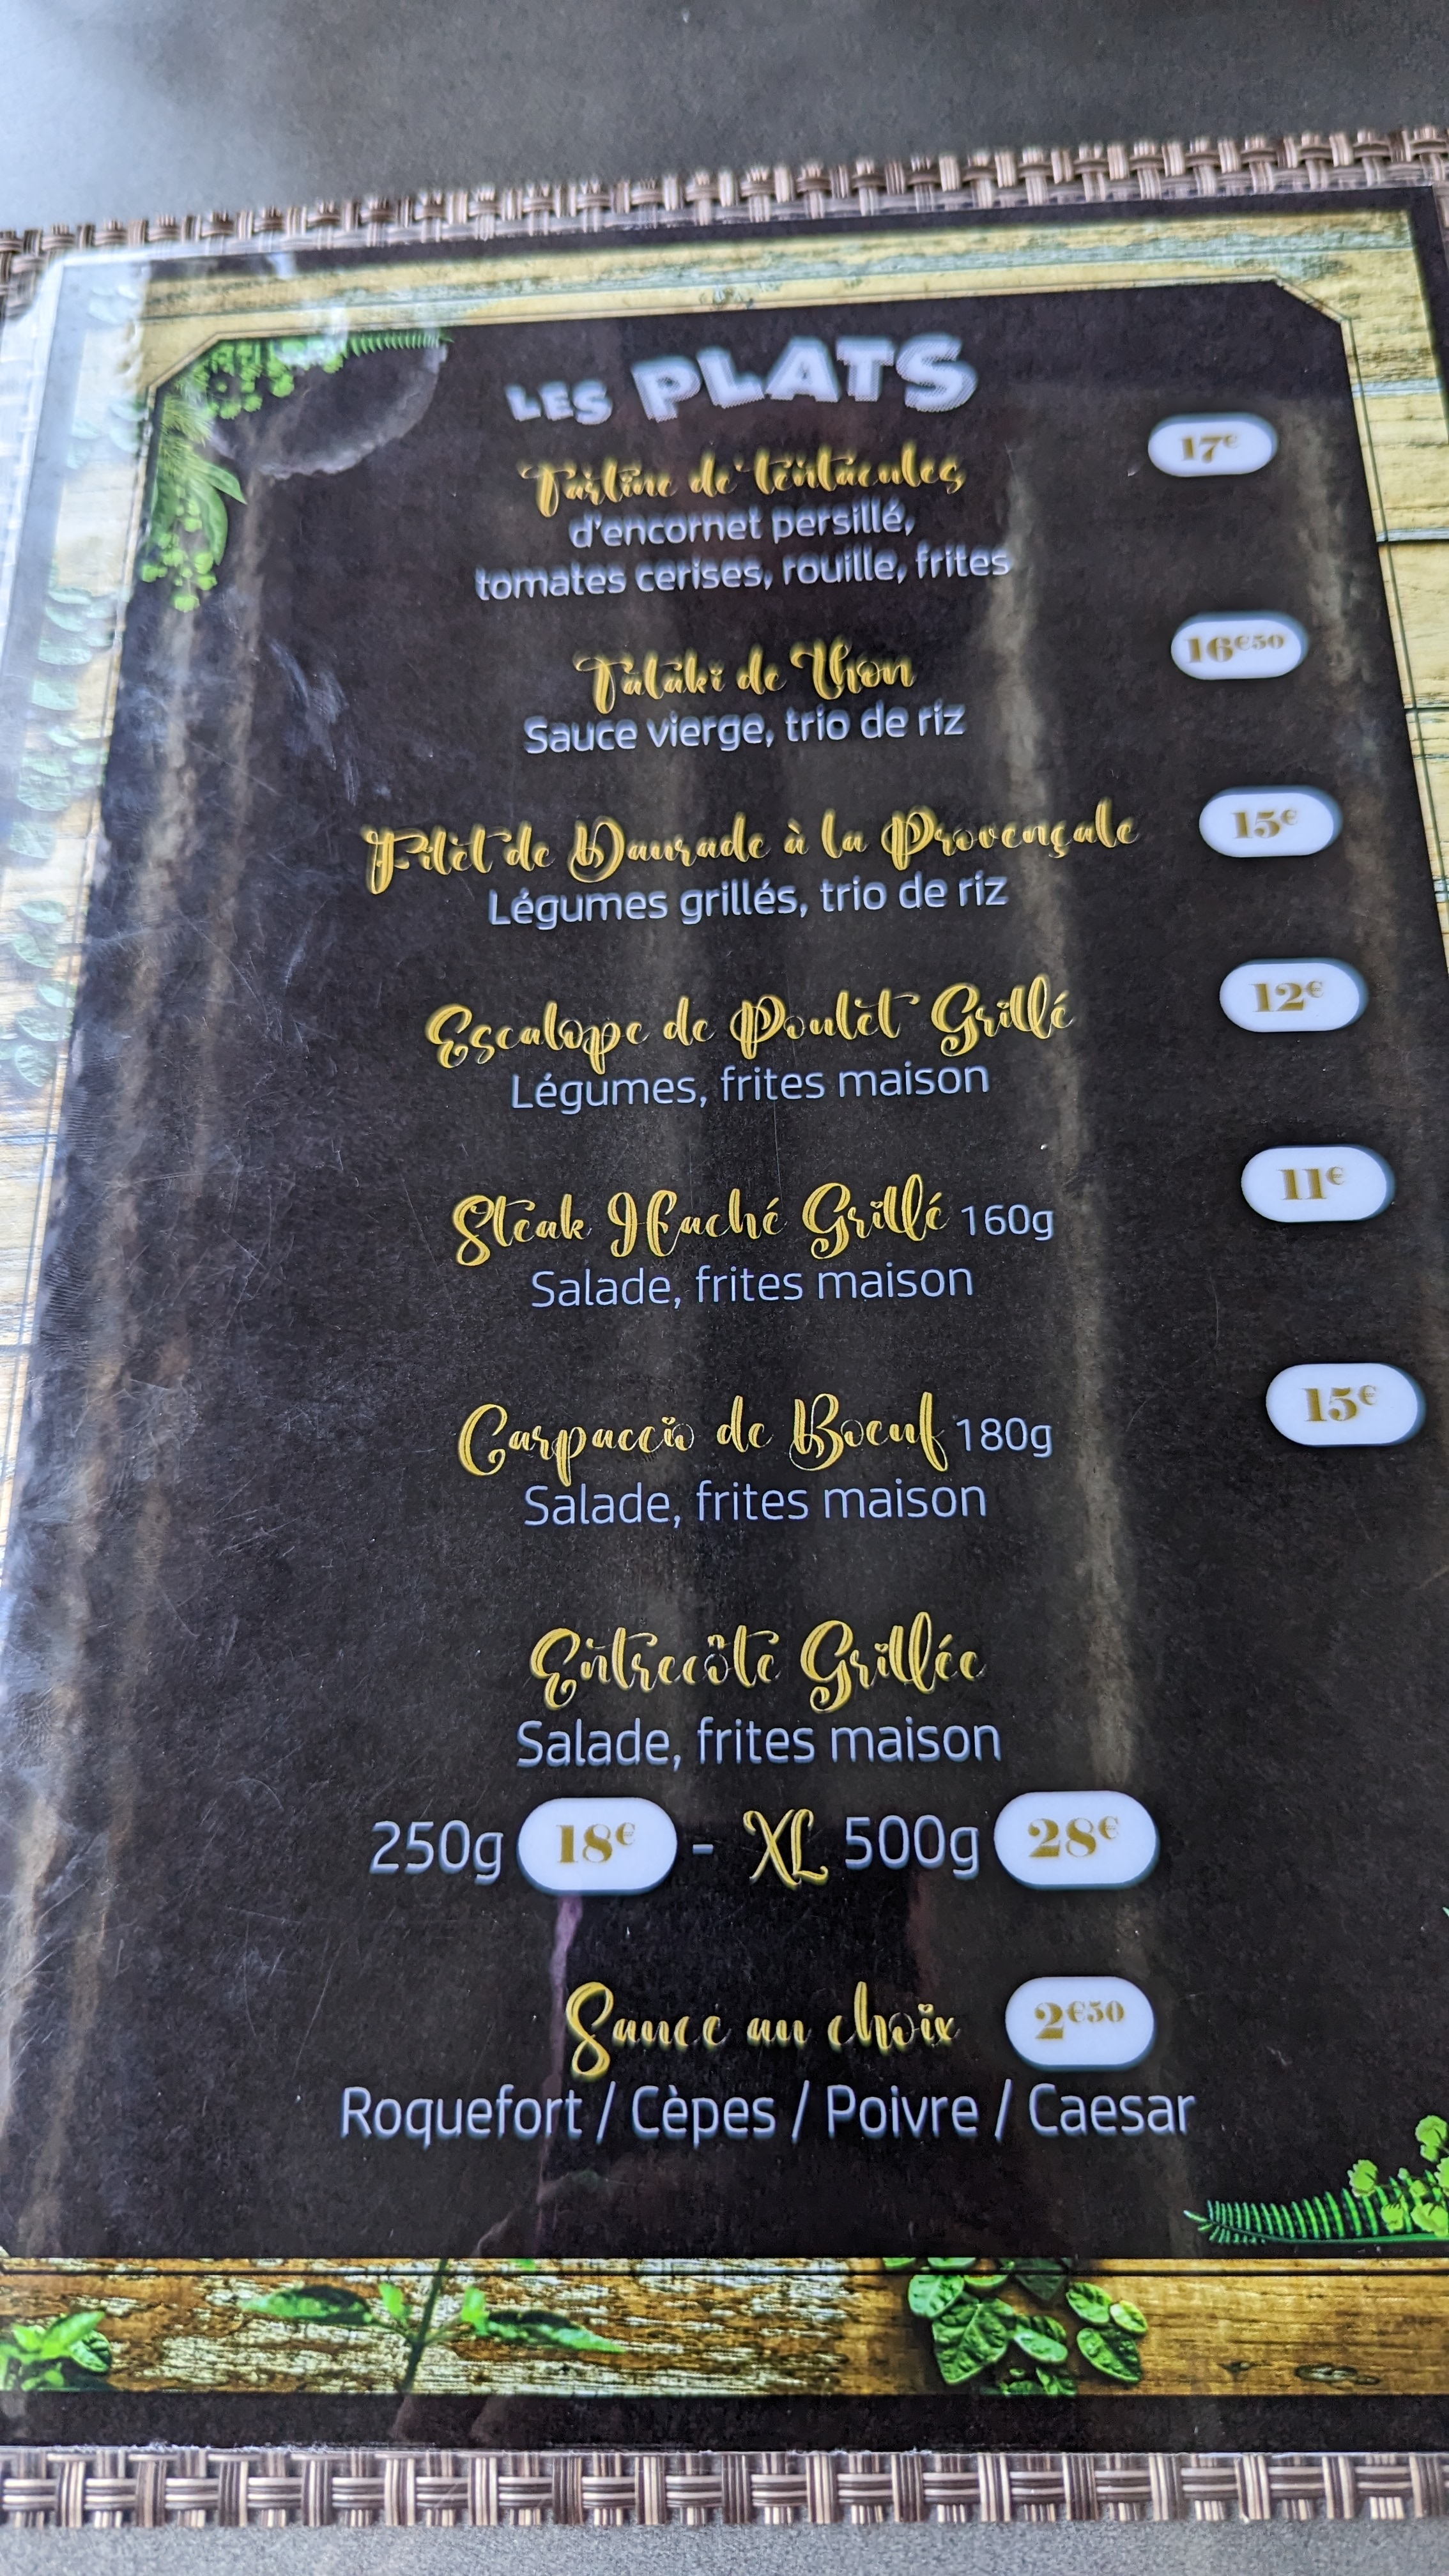 LES PLATS
17€
Tartine de tentacules
d'encornet persillé,
tomates cerises, rouille, frites
16€50
Tataki de Thon
Sauce vierge, trio de riz
Filet de Daurade à la Provençale 15€
Légumes grillés, trio de riz
Escalope de Poulet Grillé 12€
Légumes, frites maison
Steak Haché Grillé 160g 11€
Salade, frites maison
Carpaccio de Boeuf 180g 15€
Salade, frites maison
Entrecôte Grillée
Salade, frites maison
250g 18€ - XL 500g 28€
Sauce au choix 2€50
Roquefort / Cèpes / Poivre / Caesar